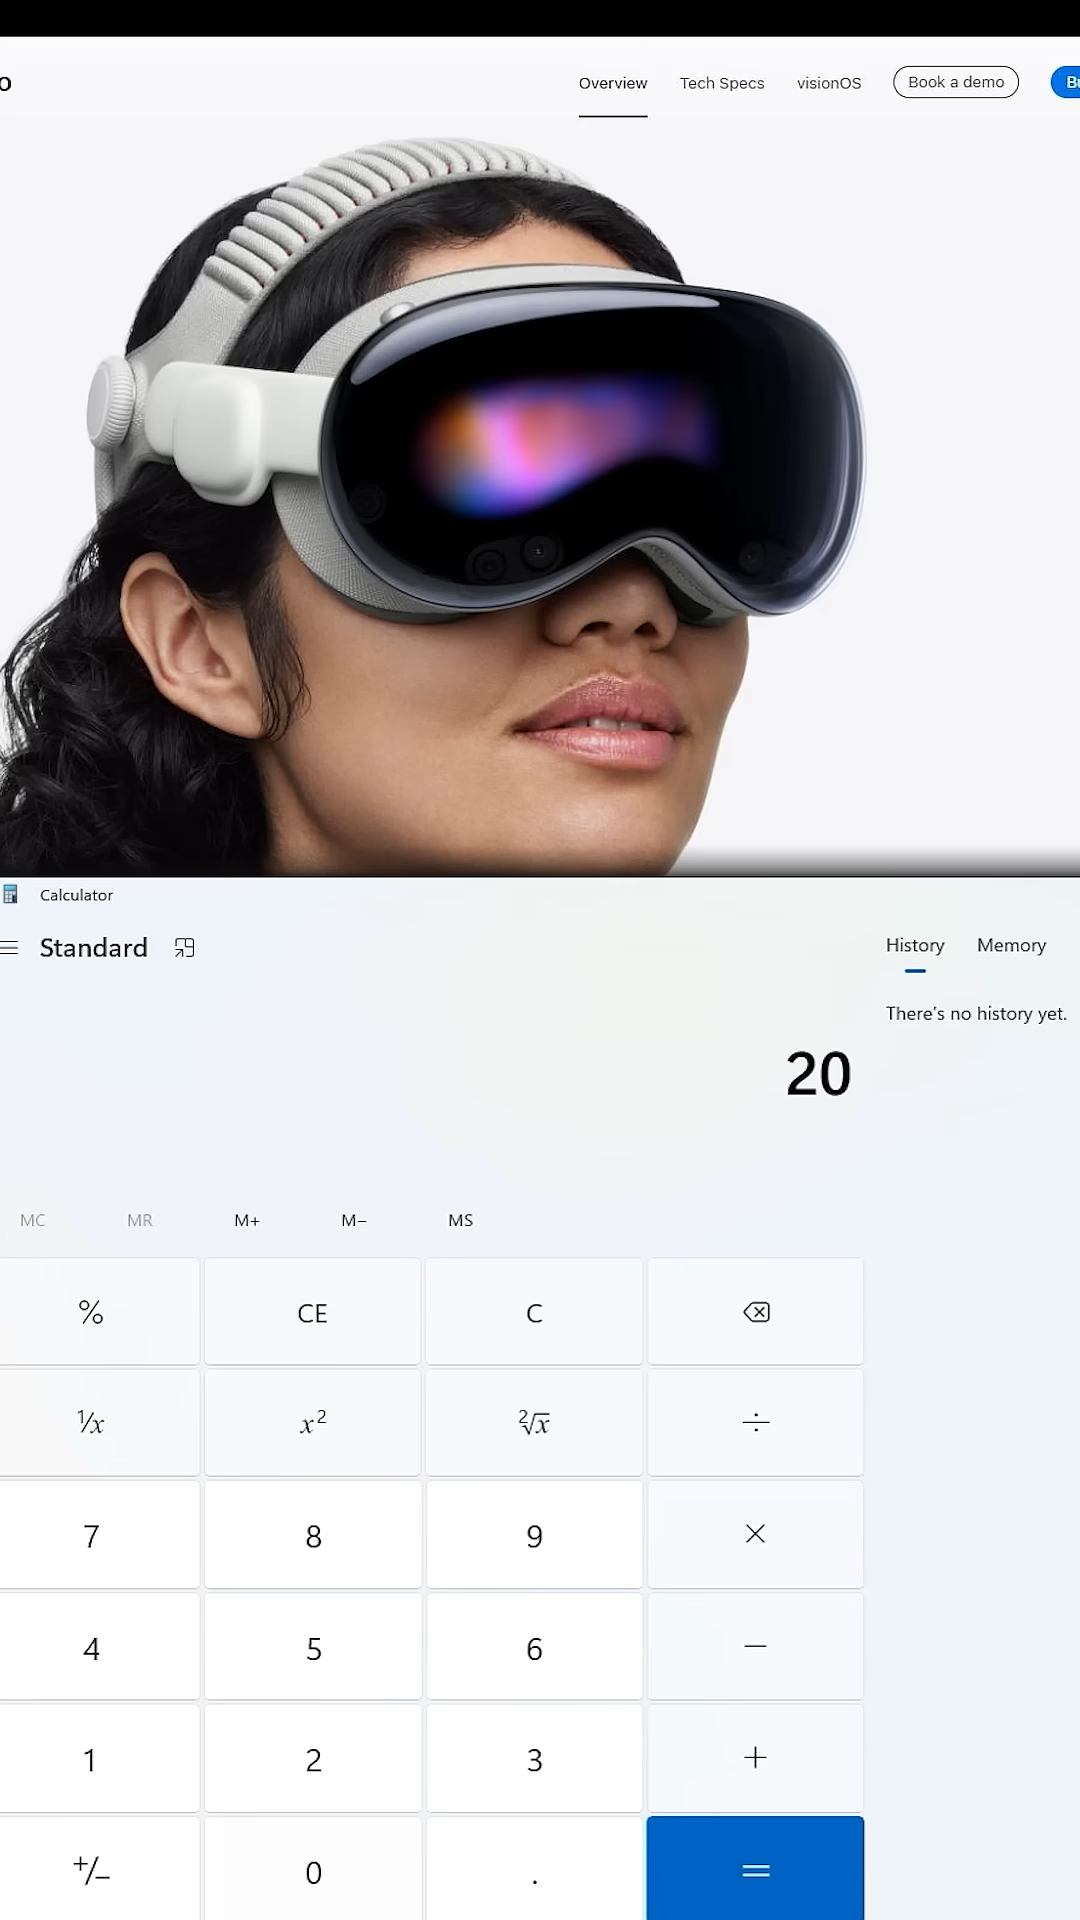 o
Overview Tech Specs visionOS Book a demo
Calculator
Standard
History Memory
There's no history yet.
20
MC MR M+ M− MS
% CE C
¹/x x² ²√x ÷
7 8 9 ×
4 5 6 −
1 2 3 +
+/− 0 . =